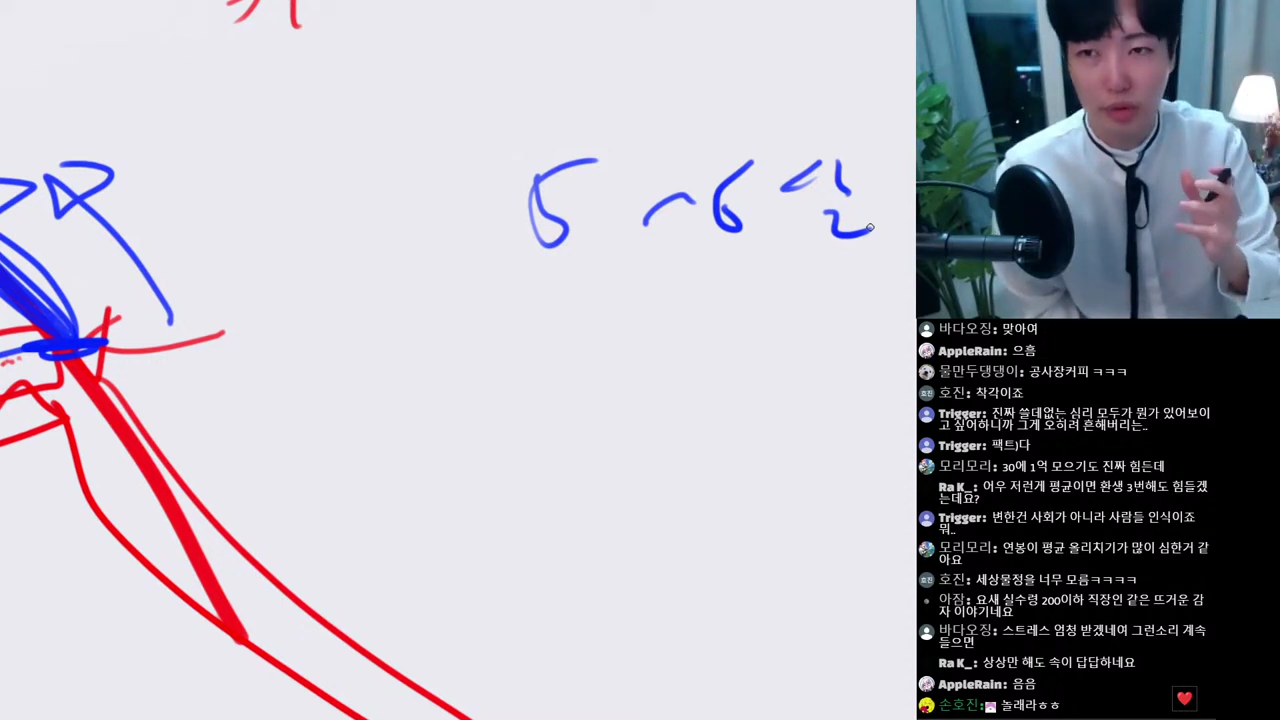 5 ~ 6살
바다오징: 맞아여
AppleRain: 으흠
물만두댕댕이: 공사장커피 ㅋㅋㅋ
호진 호진: 착각이죠
Trigger: 진짜 쓸데없는 심리 모두가 뭔가 있어보이
고 싶어하니까 그게 오히려 흔해버리는..
Trigger: 팩트)다
모리모리: 30에 1억 모으기도 진짜 힘든데
Ra K_: 어우 저런게 평균이면 환생 3번해도 힘들겠
는데요?
Trigger: 변한건 사회가 아니라 사람들 인식이죠
뭐..
모리모리: 연봉이 평균 올리치기가 많이 심한거 같
아요
호진 호진: 세상물정을 너무 모름ㅋㅋㅋㅋ
아잠: 요새 실수령 200이하 직장인 같은 뜨거운 감
자 이야기네요
바다오징: 스트레스 엄청 받겠네여 그런소리 계속
들으면
Ra K_: 상상만 해도 속이 답답하네요
AppleRain: 음음
손호진: 놀래라ㅎㅎ